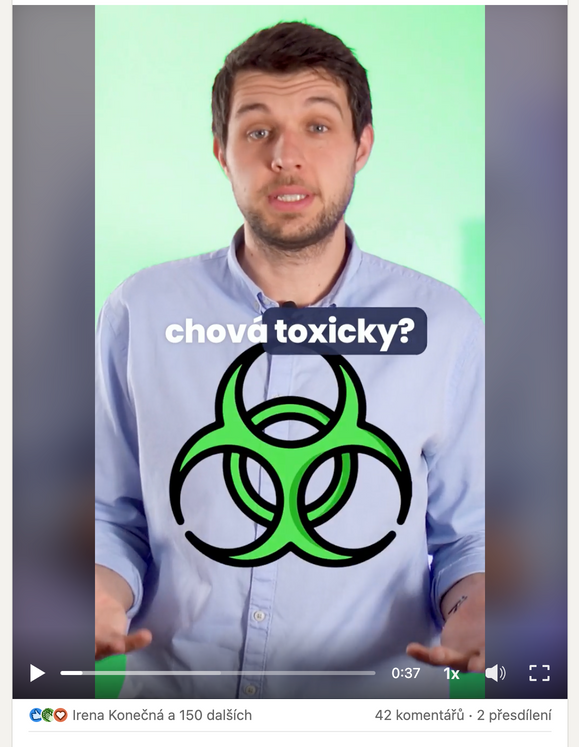 chová toxicky?
0:37
1x
Irena Konečná a 150 dalších
42 komentářů · 2 přesdílení